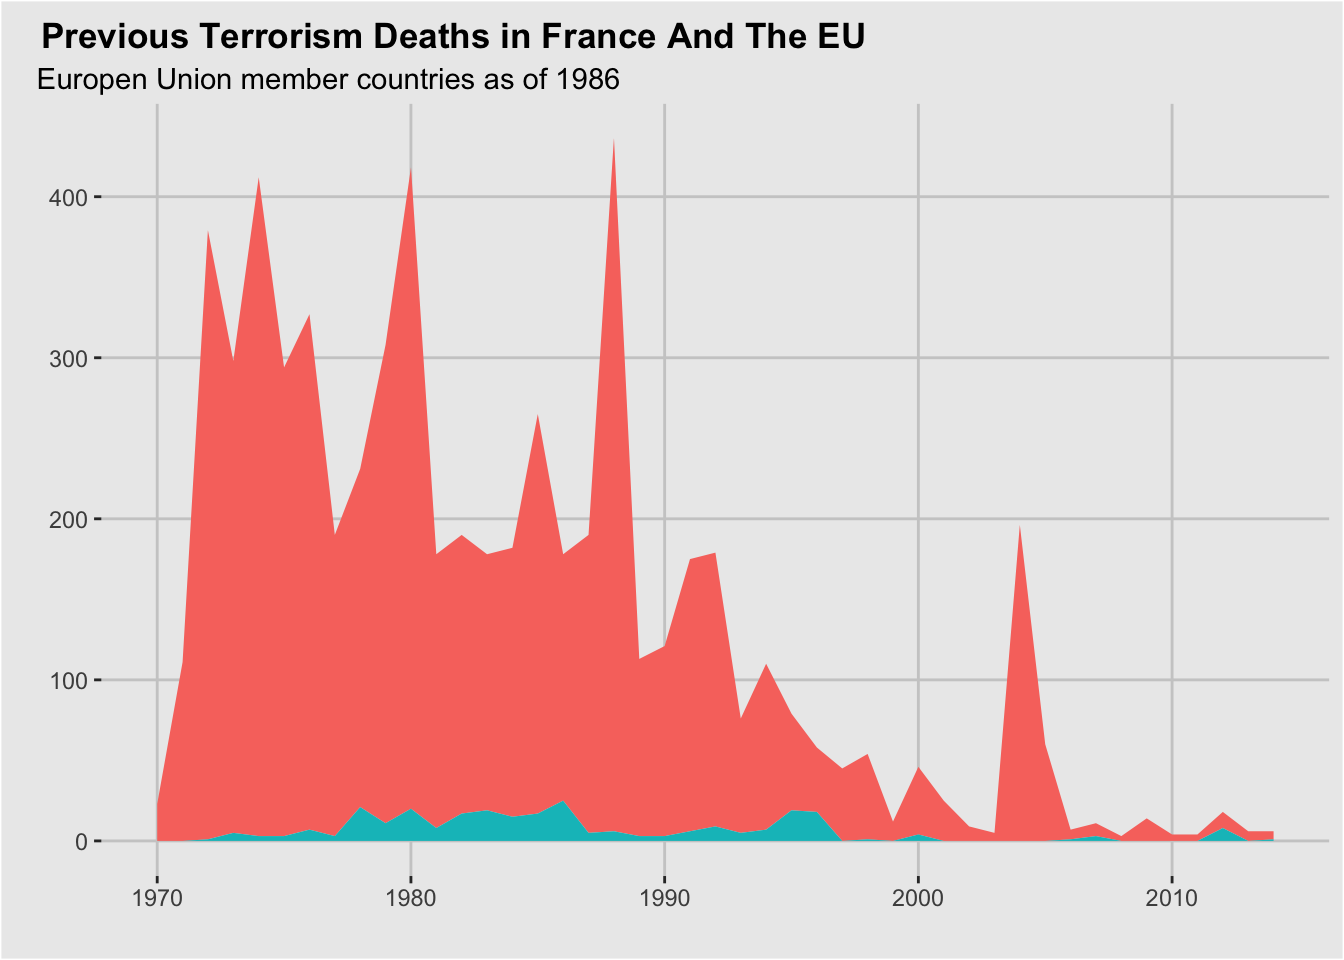 Previous Terrorism Deaths in France And The EU
Europen Union member countries as of 1986
400
300
200
100
0
1970 1980 1990 2000 2010